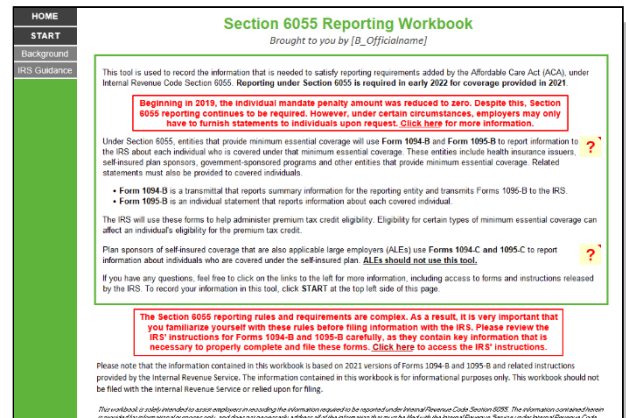 HOME
START
Background
IRS Guidance
Section 6055 Reporting Workbook
Brought to you by [B_Officialname]
This tool is used to record the information that is needed to satisfy reporting requirements added by the Affordable Care Act (ACA), under
Internal Revenue Code Section 6055. Reporting under Section 6055 is required in early 2022 for coverage provided in 2021.
Beginning in 2019, the individual mandate penalty amount was reduced to zero. Despite this, Section
6055 reporting continues to be required. However, under certain circumstances, employers may only
have to furnish statements to individuals upon request. Click here for more information.
Under Section 6055, entities that provide minimum essential coverage will use Form 1094-B and Form 1095-B to report information to
the IRS about each individual who is covered under that minimum essential coverage. These entities include health insurance issuers,
self-insured plan sponsors, government-sponsored programs and other entities that provide minimum essential coverage. Related
statements must also be provided to covered individuals.
?
• Form 1094-B is a transmittal that reports summary information for the reporting entity and transmits Forms 1095-B to the IRS.
• Form 1095-B is an individual statement that reports information about each covered individual.
The IRS will use these forms to help administer premium tax credit eligibility. Eligibility for certain types of minimum essential coverage can
affect an individual's eligibility for the premium tax credit.
Plan sponsors of self-insured coverage that are also applicable large employers (ALEs) use Forms 1094-C and 1095-C to report
information about individuals who are covered under the self-insured plan. ALEs should not use this tool.
?
If you have any questions, feel free to click on the links to the left for more information, including access to forms and instructions released
by the IRS. To record your information in this tool, click START at the top left side of this page.
The Section 6055 reporting rules and requirements are complex. As a result, it is very important that
you familiarize yourself with these rules before filing information with the IRS. Please review the
IRS' instructions for Forms 1094-B and 1095-B carefully, as they contain key information that is
necessary to properly complete and file these forms. Click here to access the IRS' instructions.
Please note that the information contained in this workbook is based on 2021 versions of Forms 1094-B and 1095-B and related instructions
provided by the Internal Revenue Service. The information contained in this workbook is for informational purposes only. This workbook should not
be filed with the Internal Revenue Service or relied upon for filing.
This workbook is solely intended to assist employers in recording the information required to be reported under Internal Revenue Code Section 6055. The information contained herein